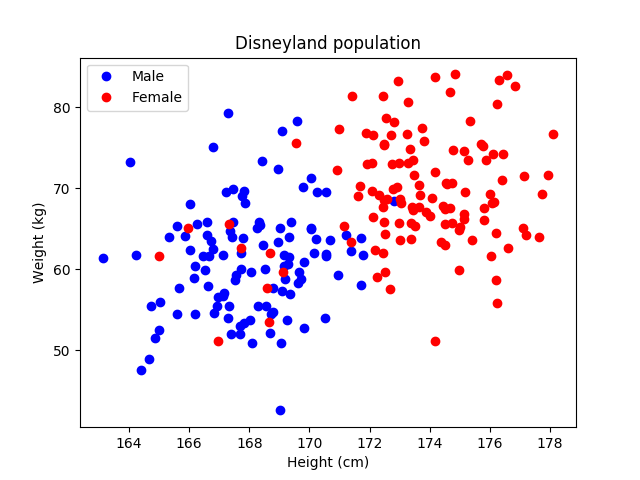 Disneyland population
Male
Female
Weight (kg)
80
70
60
50
164 166 168 170 172 174 176 178
Height (cm)